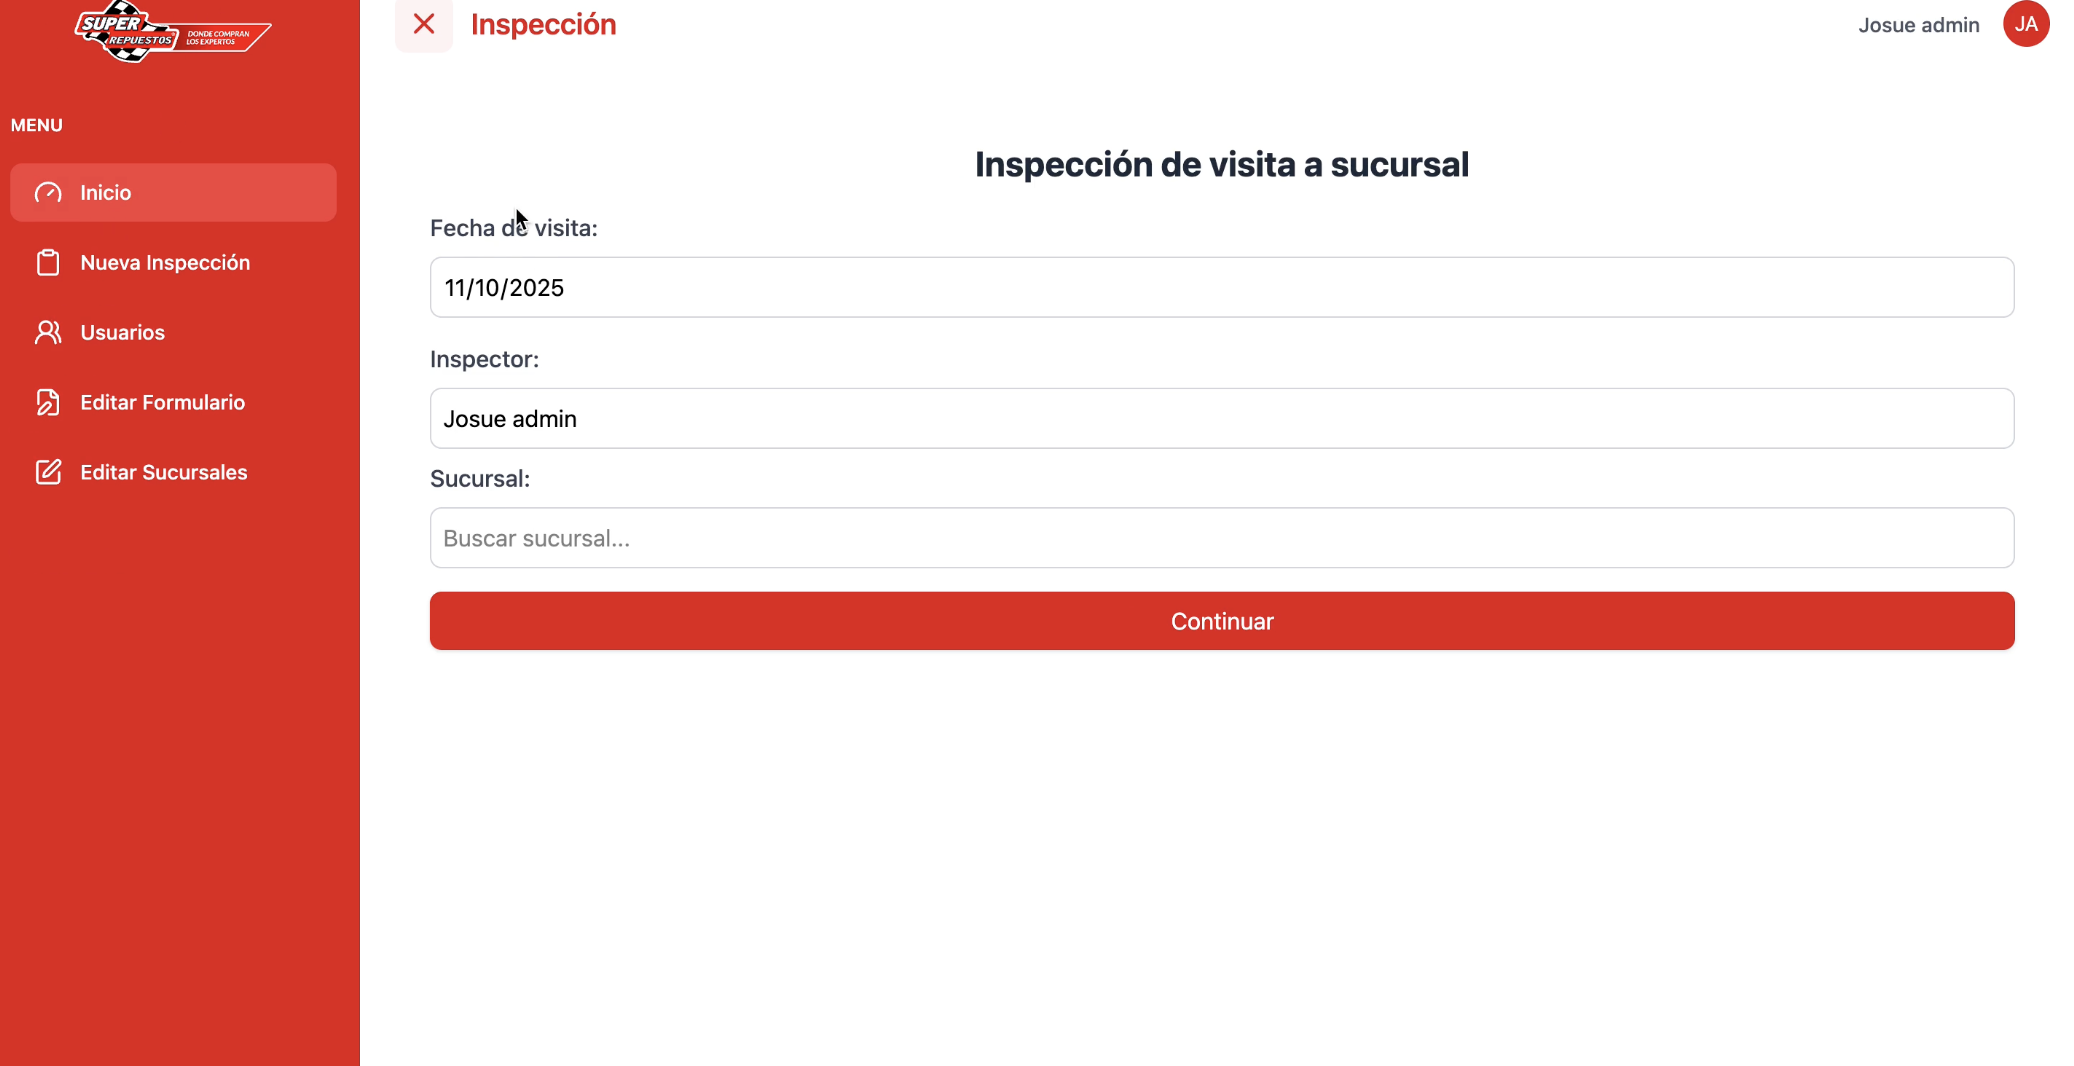 SUPER
REPUESTOS
DONDE COMPRAN
LOS EXPERTOS
Inspección
Josue admin
JA
MENU
Inicio
Nueva Inspección
Usuarios
Editar Formulario
Editar Sucursales
Inspección de visita a sucursal
Fecha de visita:
11/10/2025
Inspector:
Josue admin
Sucursal:
Buscar sucursal...
Continuar